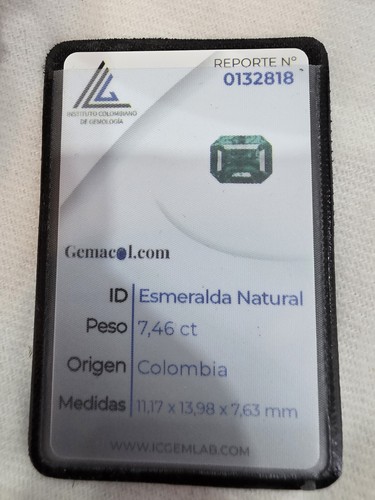 REPORTE Nº
0132818
INSTITUTO COLOMBIANO
DE GEMOLOGÍA
Gemacol.com
ID Esmeralda Natural
Peso 7,46 ct
Origen Colombia
Medidas 11,17 x 13,98 x 7,63 mm
WWW.ICGEMLAB.COM